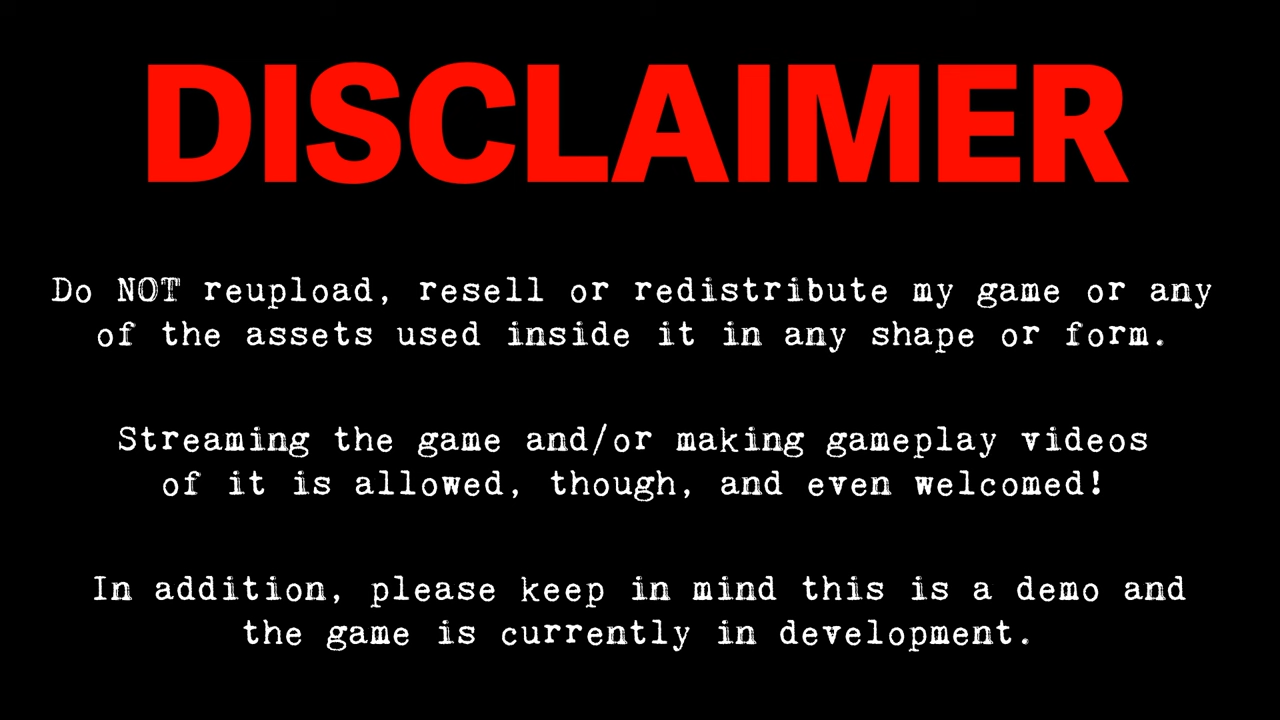 DISCLAIMER
Do NOT reupload, resell or redistribute my game or any
of the assets used inside it in any shape or form.
Streaming the game and/or making gameplay videos
of it is allowed, though, and even welcomed!
In addition, please keep in mind this is a demo and
the game is currently in development.